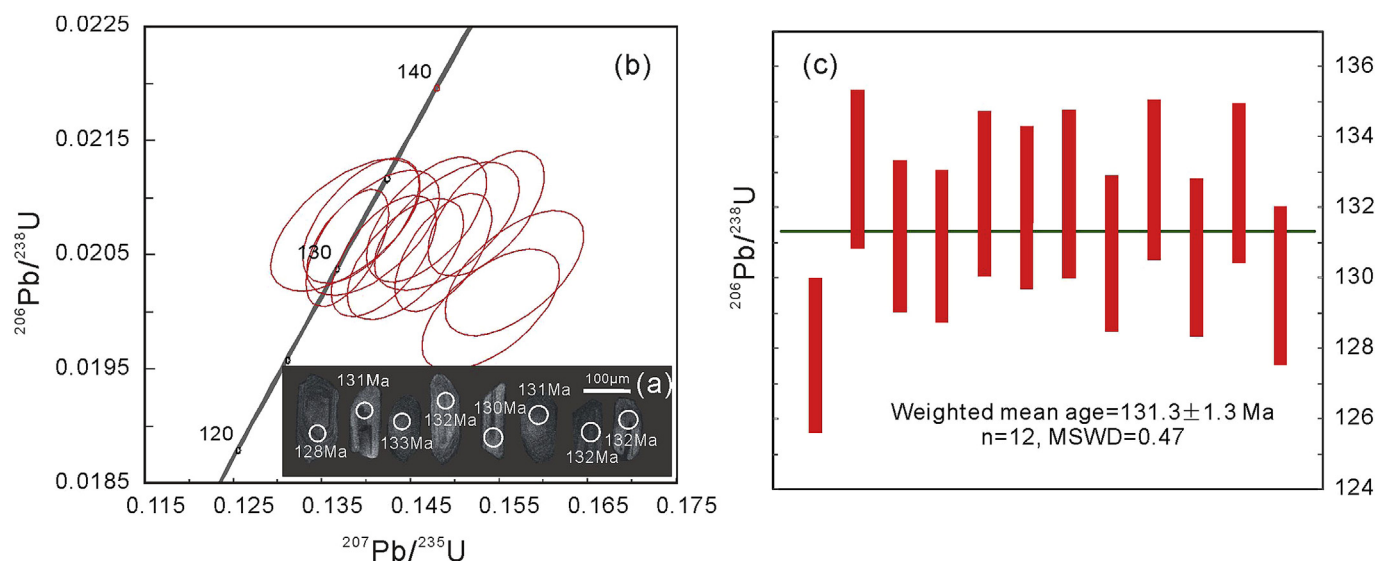 0.0225
0.0215
0.0205
0.0195
0.0185
206Pb/238U
(b)
140
130
120
(a)
100μm
131Ma
128Ma
133Ma
132Ma
130Ma
131Ma
132Ma
132Ma
0.115 0.125 0.135 0.145 0.155 0.165 0.175
207Pb/235U
(c)
206Pb/238U
136
134
132
130
128
126
124
Weighted mean age=131.3±1.3 Ma
n=12, MSWD=0.47